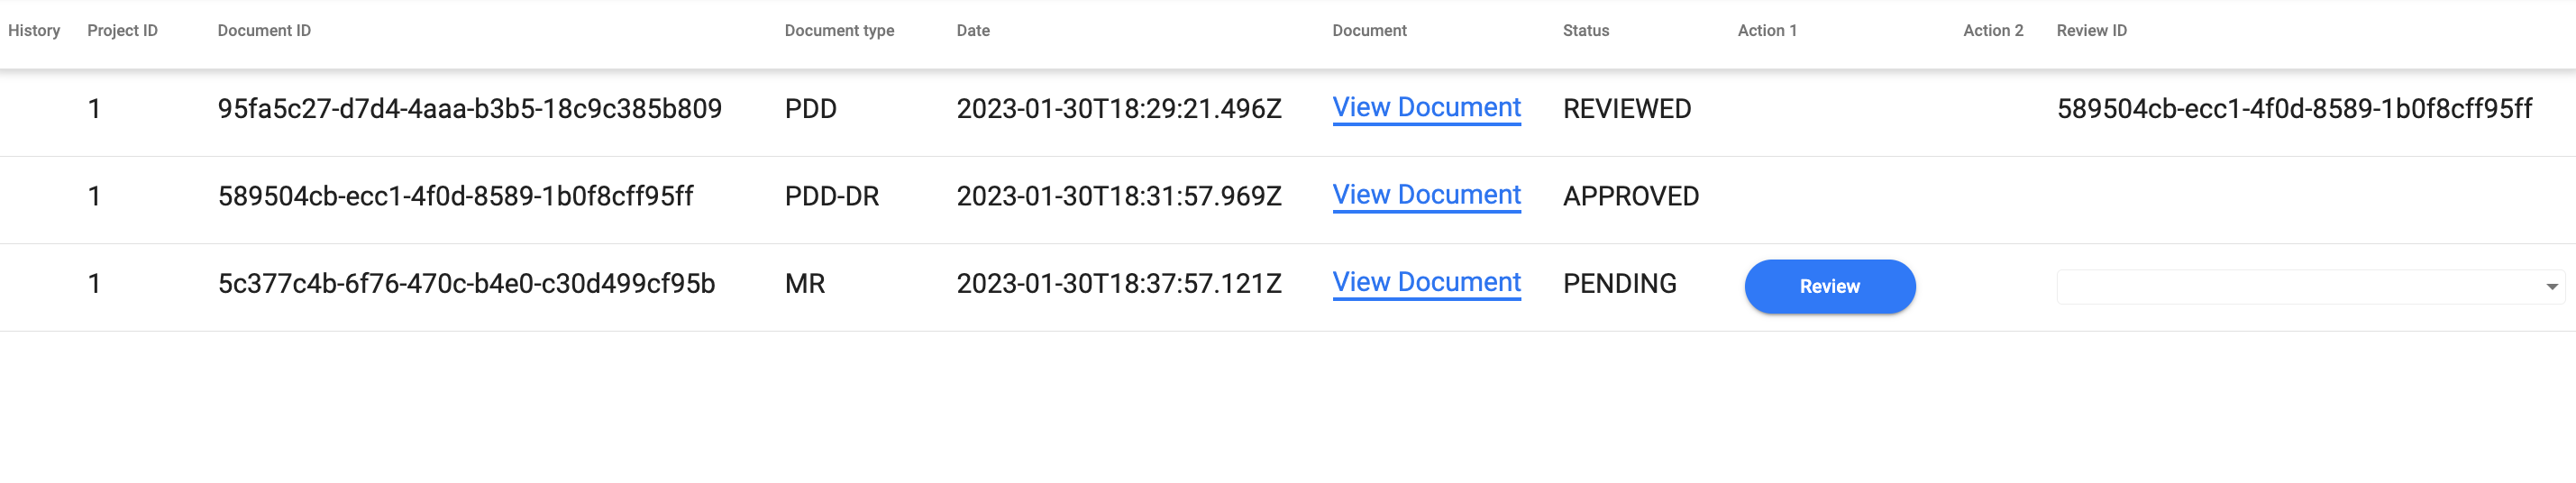 History Project ID Document ID Document type Date Document Status Action 1 Action 2 Review ID
1 95fa5c27-d7d4-4aaa-b3b5-18c9c385b809 PDD 2023-01-30T18:29:21.496Z View Document REVIEWED 589504cb-ecc1-4f0d-8589-1b0f8cff95ff
1 589504cb-ecc1-4f0d-8589-1b0f8cff95ff PDD-DR 2023-01-30T18:31:57.969Z View Document APPROVED
1 5c377c4b-6f76-470c-b4e0-c30d499cf95b MR 2023-01-30T18:37:57.121Z View Document PENDING Review